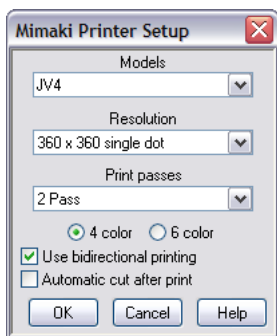 Mimaki Printer Setup
Models
JV4
Resolution
360 x 360 single dot
Print passes
2 Pass
4 color 6 color
Use bidirectional printing
Automatic cut after print
OK Cancel Help